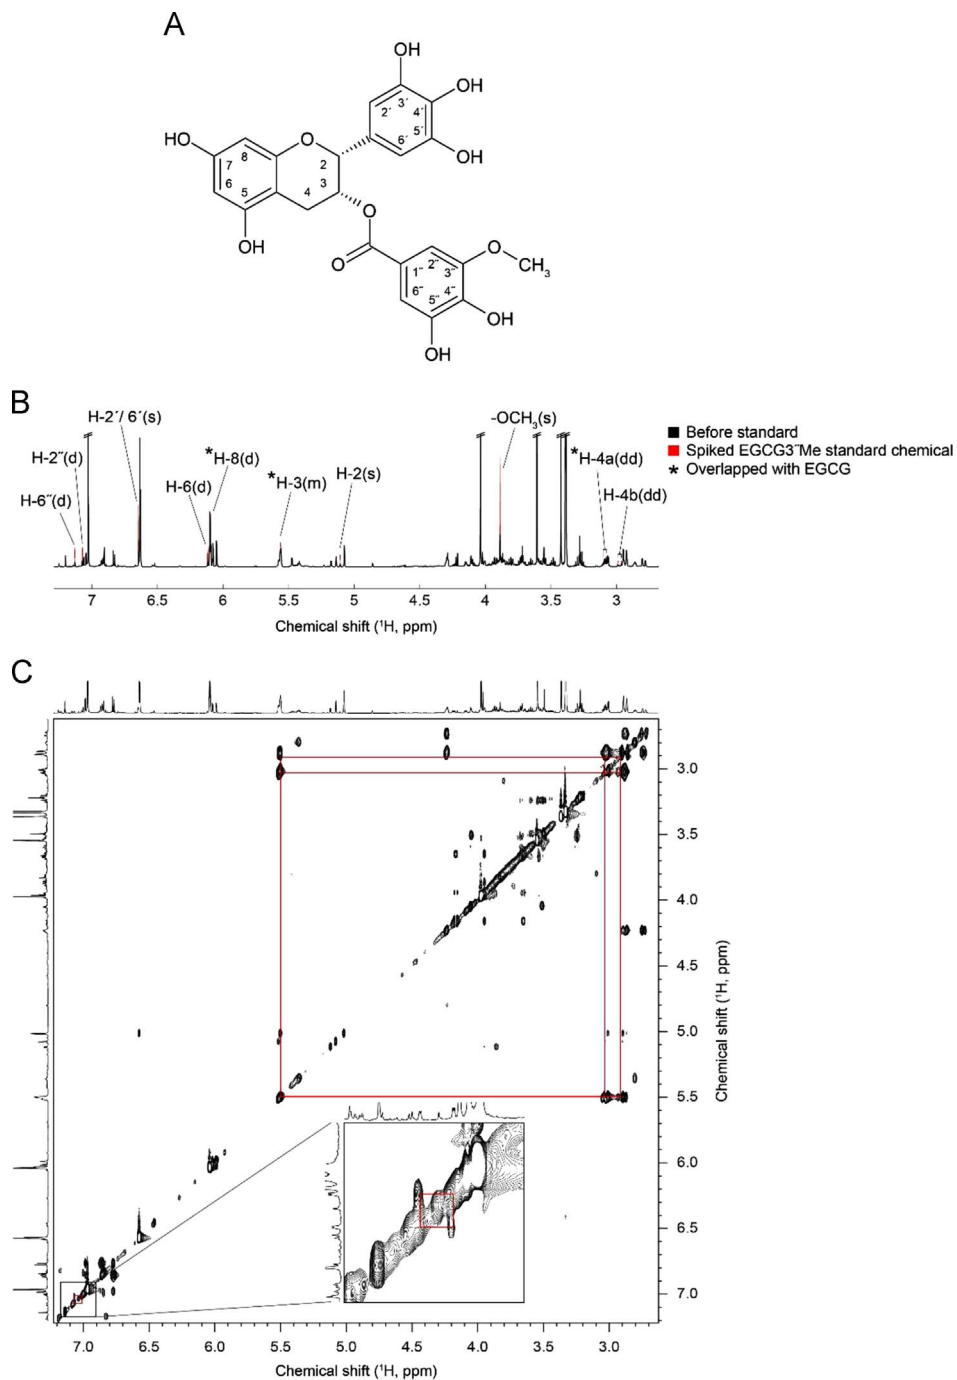 A
OH
3´
OH
2´
4´
5´
HO
O
6´
OH
8
2
7
6
3
5
4
O
OH
O
2˝
O
1˝
3˝
CH3
6˝
4˝
5˝
OH
OH
B
H-2´/ 6´(s)
-OCH3(s)
■ Before standard
H-2˝(d)
*H-8(d)
■ Spiked EGCG3˝Me standard chemical
*H-4a(dd)
* Overlapped with EGCG
*H-3(m)
H-2(s)
H-6˝(d)
H-6(d)
H-4b(dd)
7 6.5 6 5.5 5 4.5 4 3.5 3
Chemical shift (¹H, ppm)
C
3.0
3.5
4.0
4.5
5.0
5.5
6.0
6.5
7.0
Chemical shift (¹H, ppm)
7.0 6.5 6.0 5.5 5.0 4.5 4.0 3.5 3.0
Chemical shift (¹H, ppm)